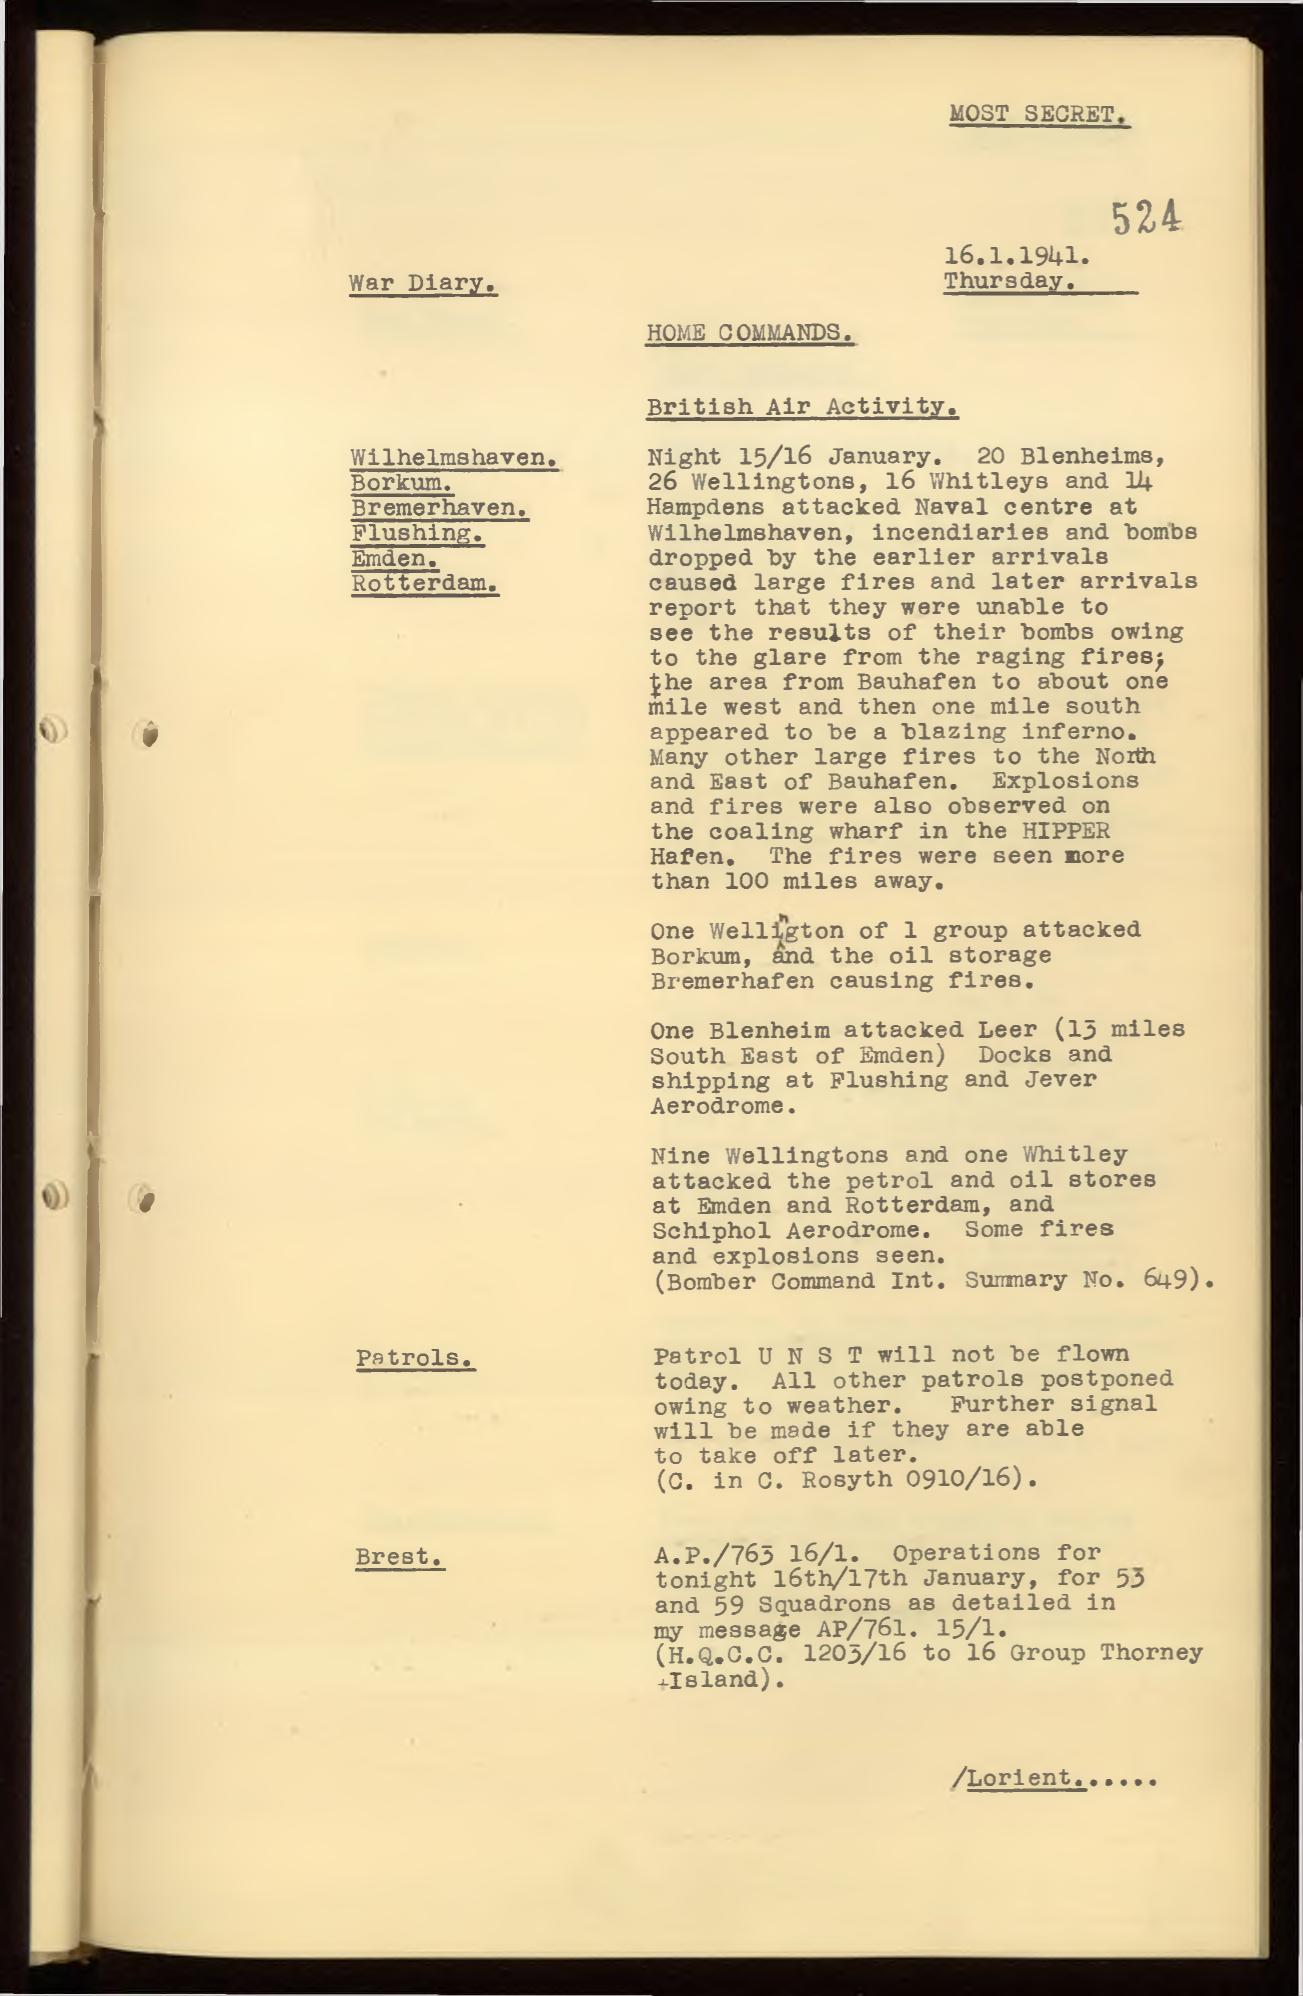 MOST SECRET.
524
16.1.1941.
War Diary.
Thursday.
HOME COMMANDS.
British Air Activity.
Wilhelmshaven.
Borkum.
Bremerhaven.
Flushing.
Emden.
Rotterdam.
Night 15/16 January. 20 Blenheims,
26 Wellingtons, 16 Whitleys and 14
Hampdens attacked Naval centre at
Wilhelmshaven, incendiaries and bombs
dropped by the earlier arrivals
caused large fires and later arrivals
report that they were unable to
see the results of their bombs owing
to the glare from the raging fires;
the area from Bauhafen to about one
mile west and then one mile south
appeared to be a blazing inferno.
Many other large fires to the North
and East of Bauhafen. Explosions
and fires were also observed on
the coaling wharf in the HIPPER
Hafen. The fires were seen more
than 100 miles away.
One Wellington of 1 group attacked
Borkum, and the oil storage
Bremerhafen causing fires.
One Blenheim attacked Leer (13 miles
South East of Emden) Docks and
shipping at Flushing and Jever
Aerodrome.
Nine Wellingtons and one Whitley
attacked the petrol and oil stores
at Emden and Rotterdam, and
Schiphol Aerodrome. Some fires
and explosions seen.
(Bomber Command Int. Summary No. 649).
Patrols.
Patrol U N S T will not be flown
today. All other patrols postponed
owing to weather. Further signal
will be made if they are able
to take off later.
(C. in C. Rosyth 0910/16).
Brest.
A.P./763 16/1. Operations for
tonight 16th/17th January, for 53
and 59 Squadrons as detailed in
my message AP/761. 15/1.
(H.Q.C.C. 1203/16 to 16 Group Thorney
+Island).
/Lorient......